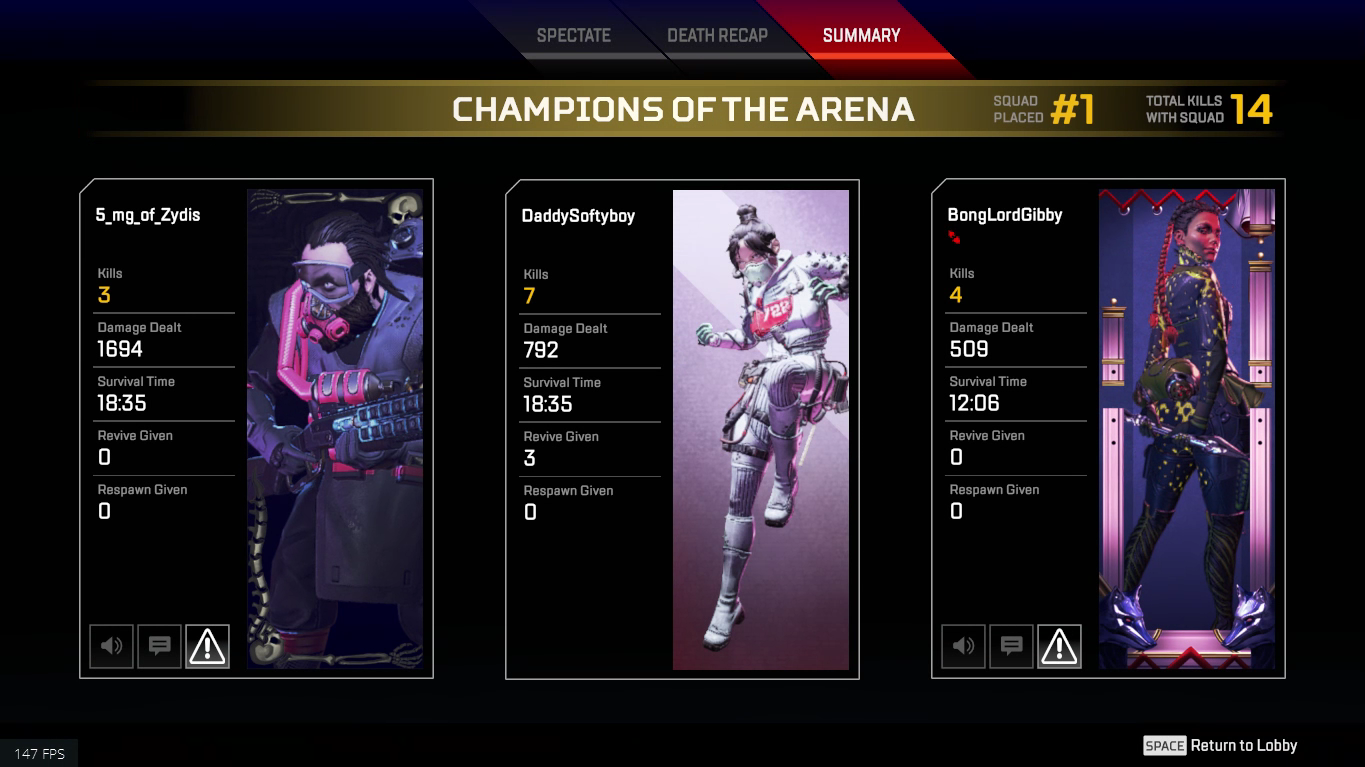 SPECTATE
DEATH RECAP
SUMMARY
CHAMPIONS OF THE ARENA
SQUAD
PLACED
#1
TOTAL KILLS
WITH SQUAD
14
5_mg_of_Zydis
Kills
3
Damage Dealt
1694
Survival Time
18:35
Revive Given
0
Respawn Given
0
DaddySoftyboy
Kills
7
Damage Dealt
792
Survival Time
18:35
Revive Given
3
Respawn Given
0
728
BongLordGibby
Kills
4
Damage Dealt
509
Survival Time
12:06
Revive Given
0
Respawn Given
0
147 FPS
SPACE Return to Lobby